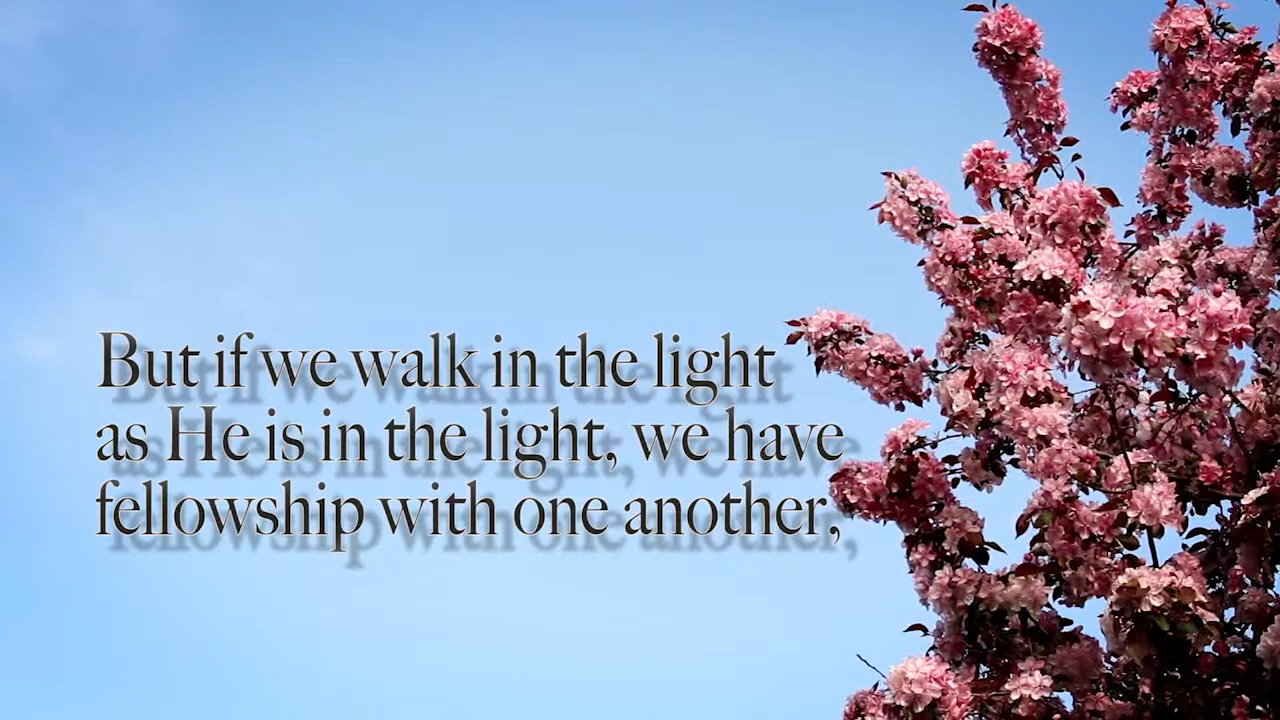 But if we walk in the light
as He is in the light, we have
fellowship with one another,